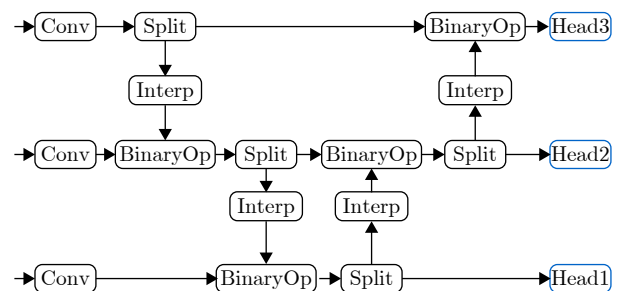 Conv Split BinaryOp Head3
Interp Interp
Conv BinaryOp Split BinaryOp Split Head2
Interp Interp
Conv BinaryOp Split Head1